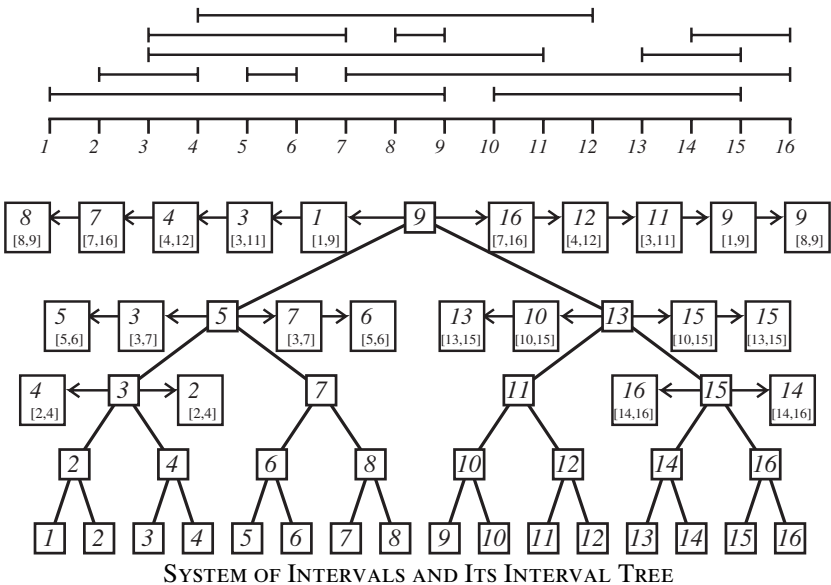 1 2 3 4 5 6 7 8 9 10 11 12 13 14 15 16
8 7 4 3 1 9 16 12 11 9 9
[8,9] [7,16] [4,12] [3,11] [1,9] [7,16] [4,12] [3,11] [1,9] [8,9]
5 3 5 7 6 13 10 13 15 15
[5,6] [3,7] [3,7] [5,6] [13,15] [10,15] [10,15] [13,15]
4 3 2 7 11 16 15 14
[2,4] [2,4] [14,16] [14,16]
2 4 6 8 10 12 14 16
1 2 3 4 5 6 7 8 9 10 11 12 13 14 15 16
SYSTEM OF INTERVALS AND ITS INTERVAL TREE